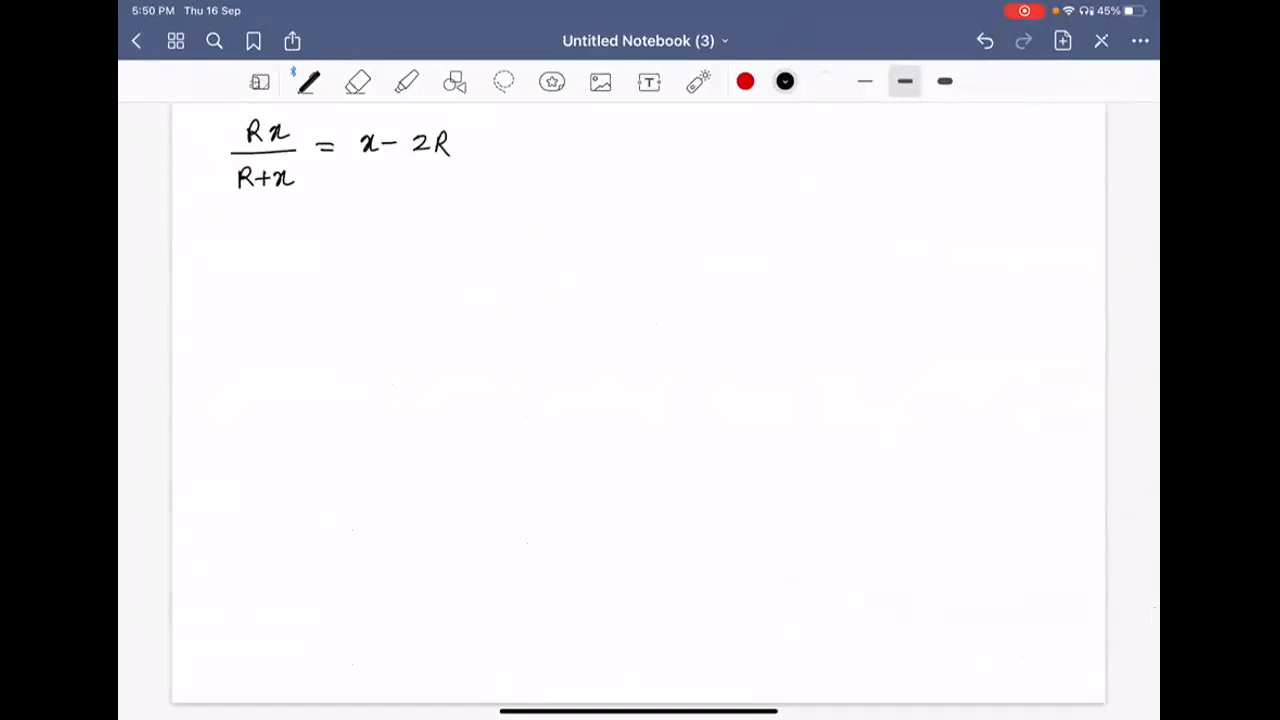 5:50 PM Thu 16 Sep
45%
Untitled Notebook (3)
T
Rx
R+x
= x - 2R